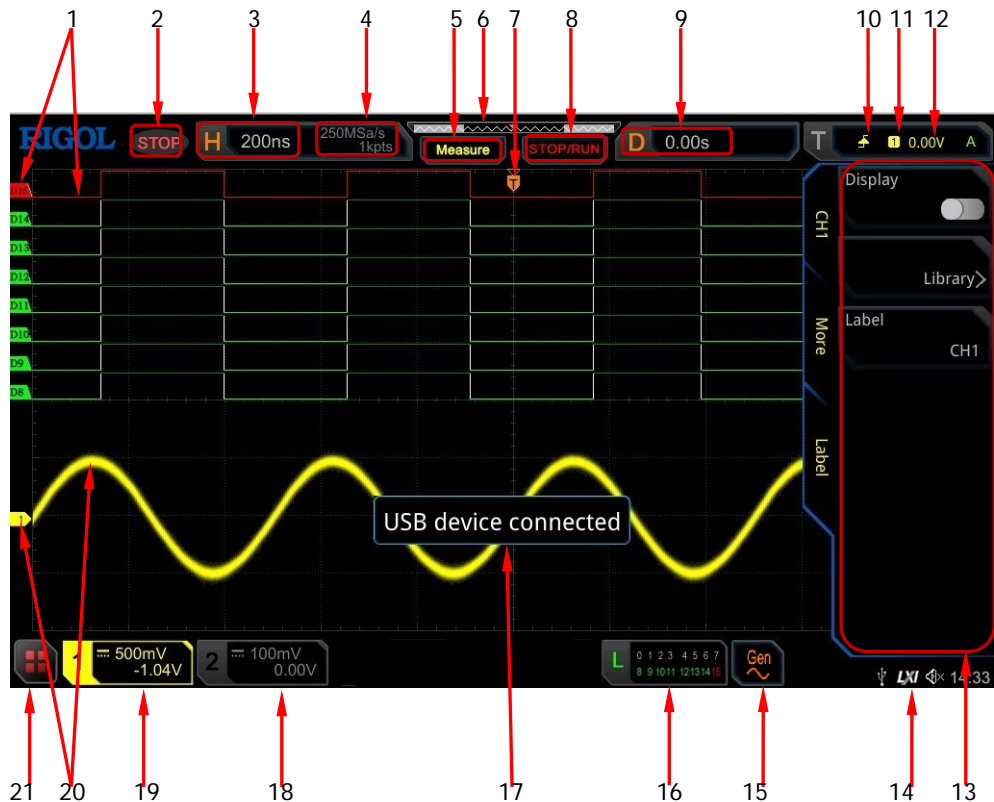 1 2 3 4 5 6 7 8 9 10 11 12
RIGOL STOP H 200ns 250MSa/s 1kpts Measure STOP/RUN D 0.00s T 1 0.00V A
T
D15
D14
D13
D12
D11
D10
D9
D8
1
CH1
More
Label
Display
Library>
Label
CH1
USB device connected
1 500mV -1.04V
2 100mV 0.00V
L 0 1 2 3 4 5 6 7
8 9 10 11 12 13 14 15
Gen
LXI 14:33
21 20 19 18 17 16 15 14 13